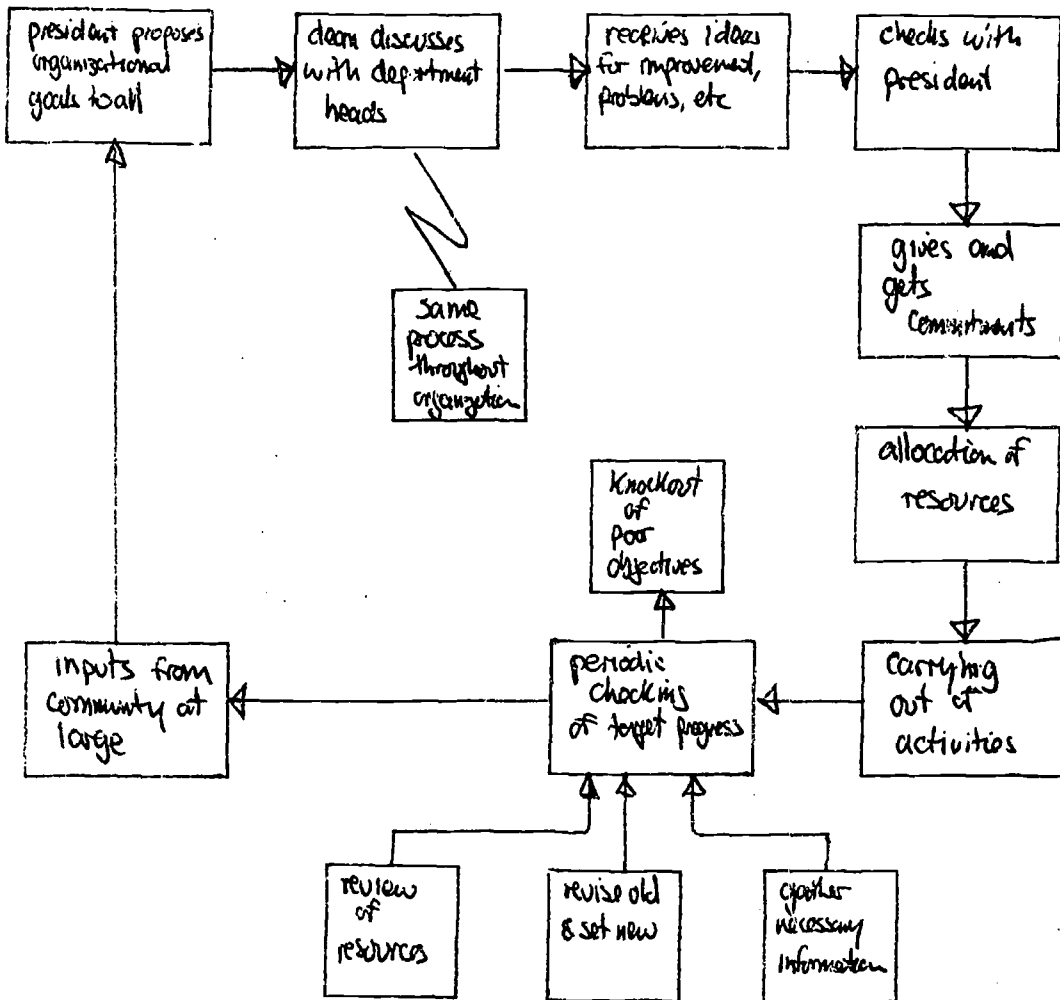 president proposes
organizational
goals to all
dean discusses
with department
heads
receives ideas
for improvement,
problems, etc
checks with
president
gives and
gets
commitments
same
process
throughout
organization
allocation of
resources
Knockout
of
poor
objectives
inputs from
community at
large
periodic
checking
of target progress
carrying
out of
activities
review
of
resources
revise old
& set new
gather
necessary
information